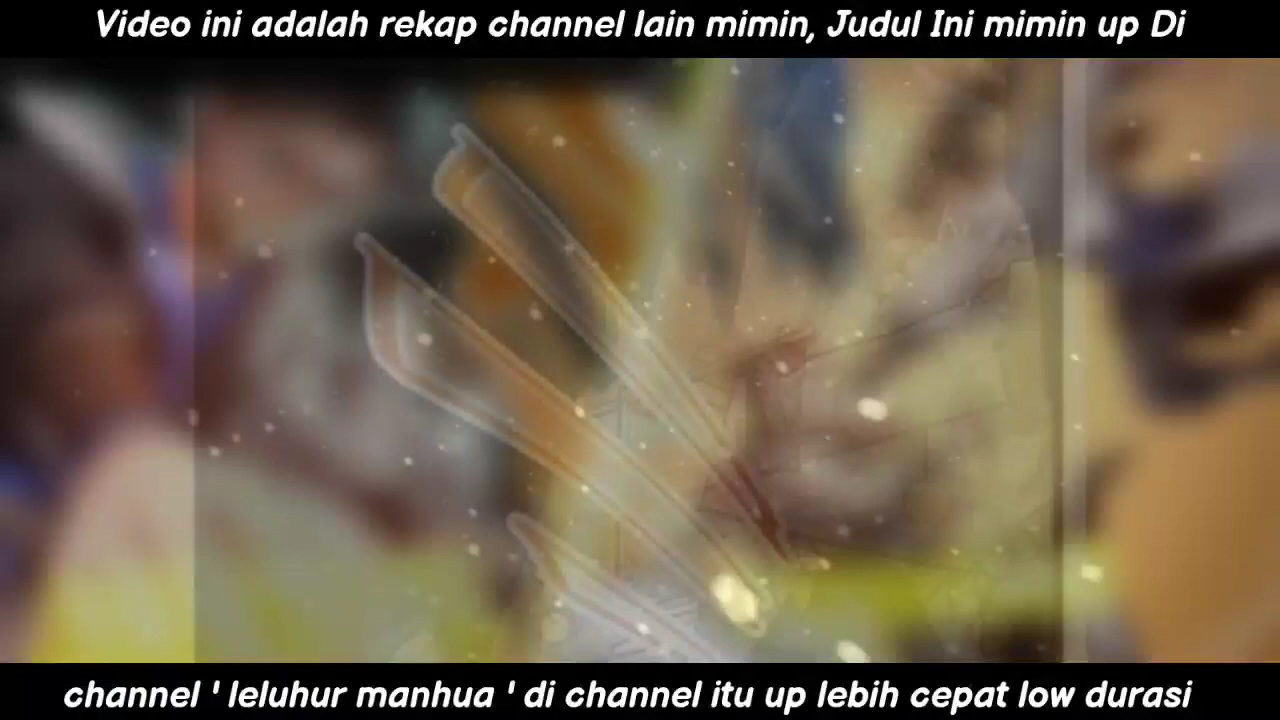 Video ini adalah rekap channel lain mimin, Judul Ini mimin up Di
channel ' leluhur manhua ' di channel itu up lebih cepat low durasi